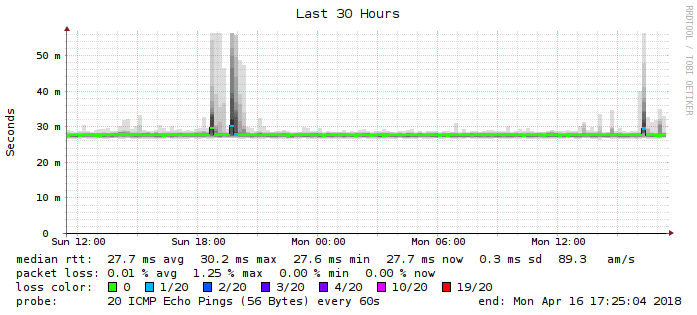 Last 30 Hours
RRDTOOL / TOBI OETIKER
Seconds
50 m
40 m
30 m
20 m
10 m
0
Sun 12:00 Sun 18:00 Mon 00:00 Mon 06:00 Mon 12:00
median rtt: 27.7 ms avg 30.2 ms max 27.6 ms min 27.7 ms now 0.3 ms sd 89.3 am/s
packet loss: 0.01 % avg 1.25 % max 0.00 % min 0.00 % now
loss color: 0 1/20 2/20 3/20 4/20 10/20 19/20
probe: 20 ICMP Echo Pings (56 Bytes) every 60s end: Mon Apr 16 17:25:04 2018